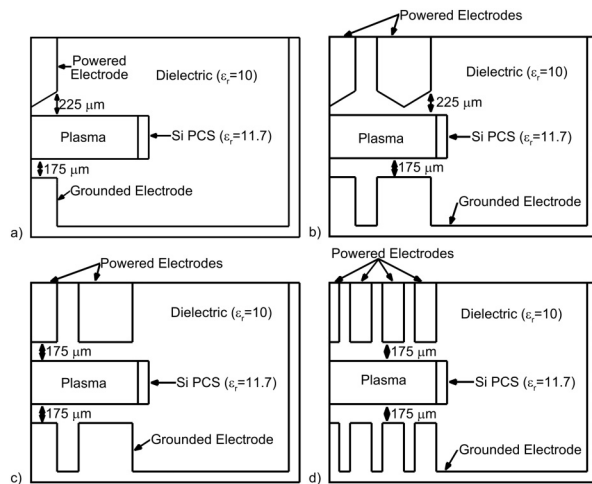 a)
Powered
Electrode
Dielectric (εr=10)
225 μm
Plasma
Si PCS (εr=11.7)
175 μm
Grounded Electrode
b)
Powered Electrodes
Dielectric (εr=10)
225 μm
Plasma
Si PCS (εr=11.7)
175 μm
Grounded Electrode
c)
Powered Electrodes
Dielectric (εr=10)
175 μm
Plasma
Si PCS (εr=11.7)
175 μm
Grounded Electrode
d)
Powered Electrodes
Dielectric (εr=10)
175 μm
Plasma
Si PCS (εr=11.7)
175 μm
Grounded Electrode